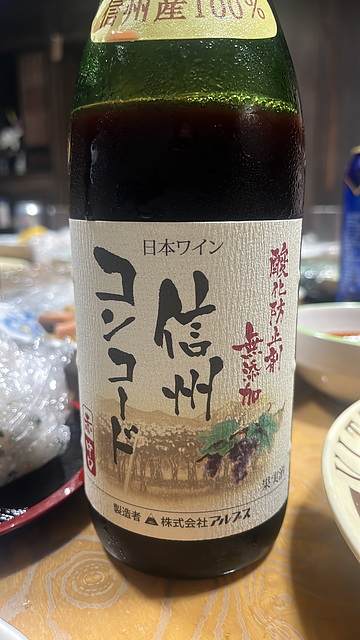 信州産100%
日本ワイン
信州
コンコード
酸化防止剤
無添加
果実酒
製造者 株式会社アルプス